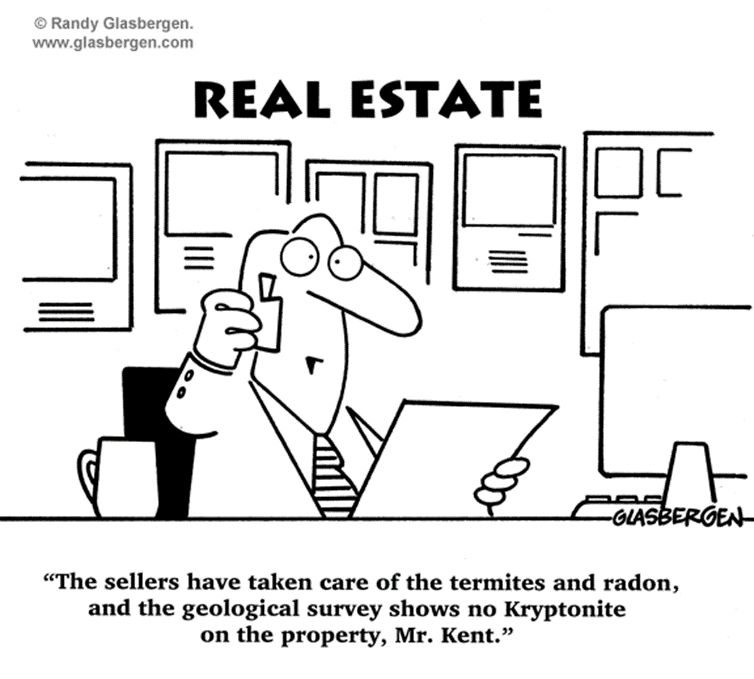 © Randy Glasbergen.
www.glasbergen.com
REAL ESTATE
GLASBERGEN
“The sellers have taken care of the termites and radon,
and the geological survey shows no Kryptonite
on the property, Mr. Kent.”